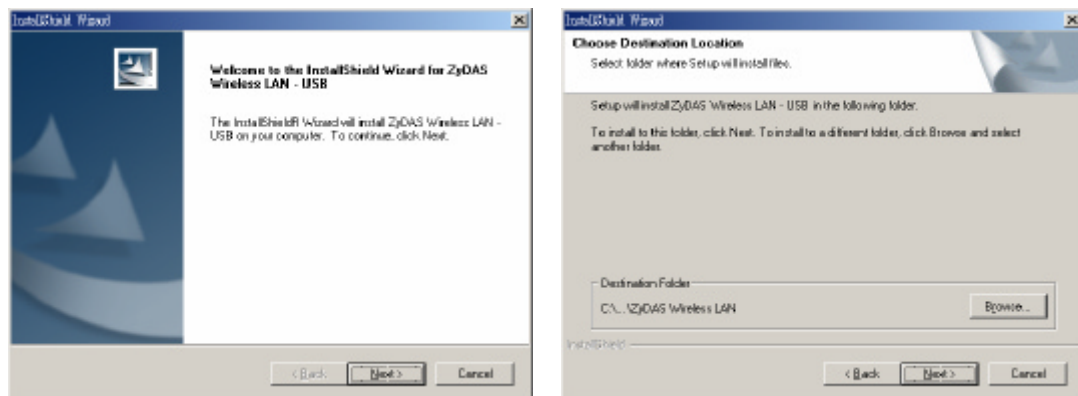 InstallShield Wizard
Welcome to the InstallShield Wizard for ZyDAS
Wireless LAN - USB
The InstallShieldR Wizard will install ZyDAS Wireless LAN -
USB on your computer. To continue, click Next.
< Back
Next >
Cancel
InstallShield Wizard
Choose Destination Location
Select folder where Setup will install files.
Setup will install ZyDAS Wireless LAN - USB in the following folder.
To install to this folder, click Next. To install to a different folder, click Browse and select
another folder.
Destination Folder
C:\...\ZyDAS Wireless LAN
Browse...
InstallShield
< Back
Next >
Cancel